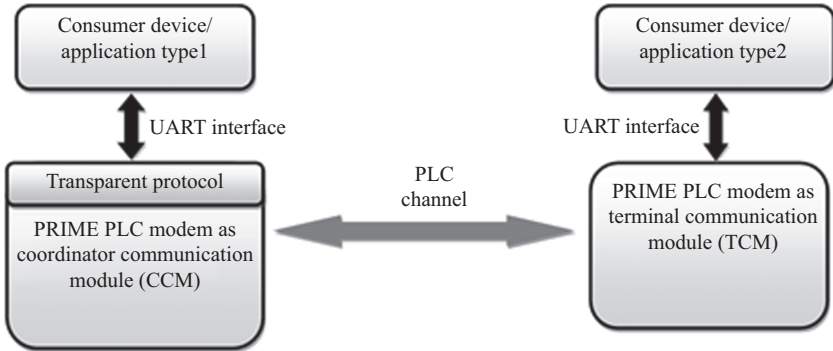 Consumer device/
application type1
Consumer device/
application type2
UART interface
UART interface
Transparent protocol
PLC
channel
PRIME PLC modem as
coordinator communication
module (CCM)
PRIME PLC modem as
terminal communication
module (TCM)